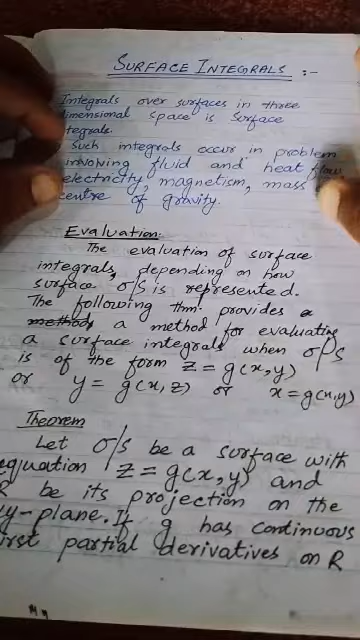 SURFACE INTEGRALS :-
Integrals over surfaces in three
dimensional space is Surface
tegrals.
Such integrals occur in problem
involving fluid and heat flow
electricity, magnetism, mass
centre of gravity.
Evaluation:
The evaluation of surface
integrals, depending on how
surface σ/s is represented.
The following thm. provides a
method, a method for evaluating
a surface integrals when σ/s
is of the form z = g(x,y)
or y = g(x,z) or x = g(x,y)
Theorem
Let σ/s be a surface with
equation z = g(x,y) and
R be its projection on the
y-plane. If g has continuous
irst partial derivatives on R